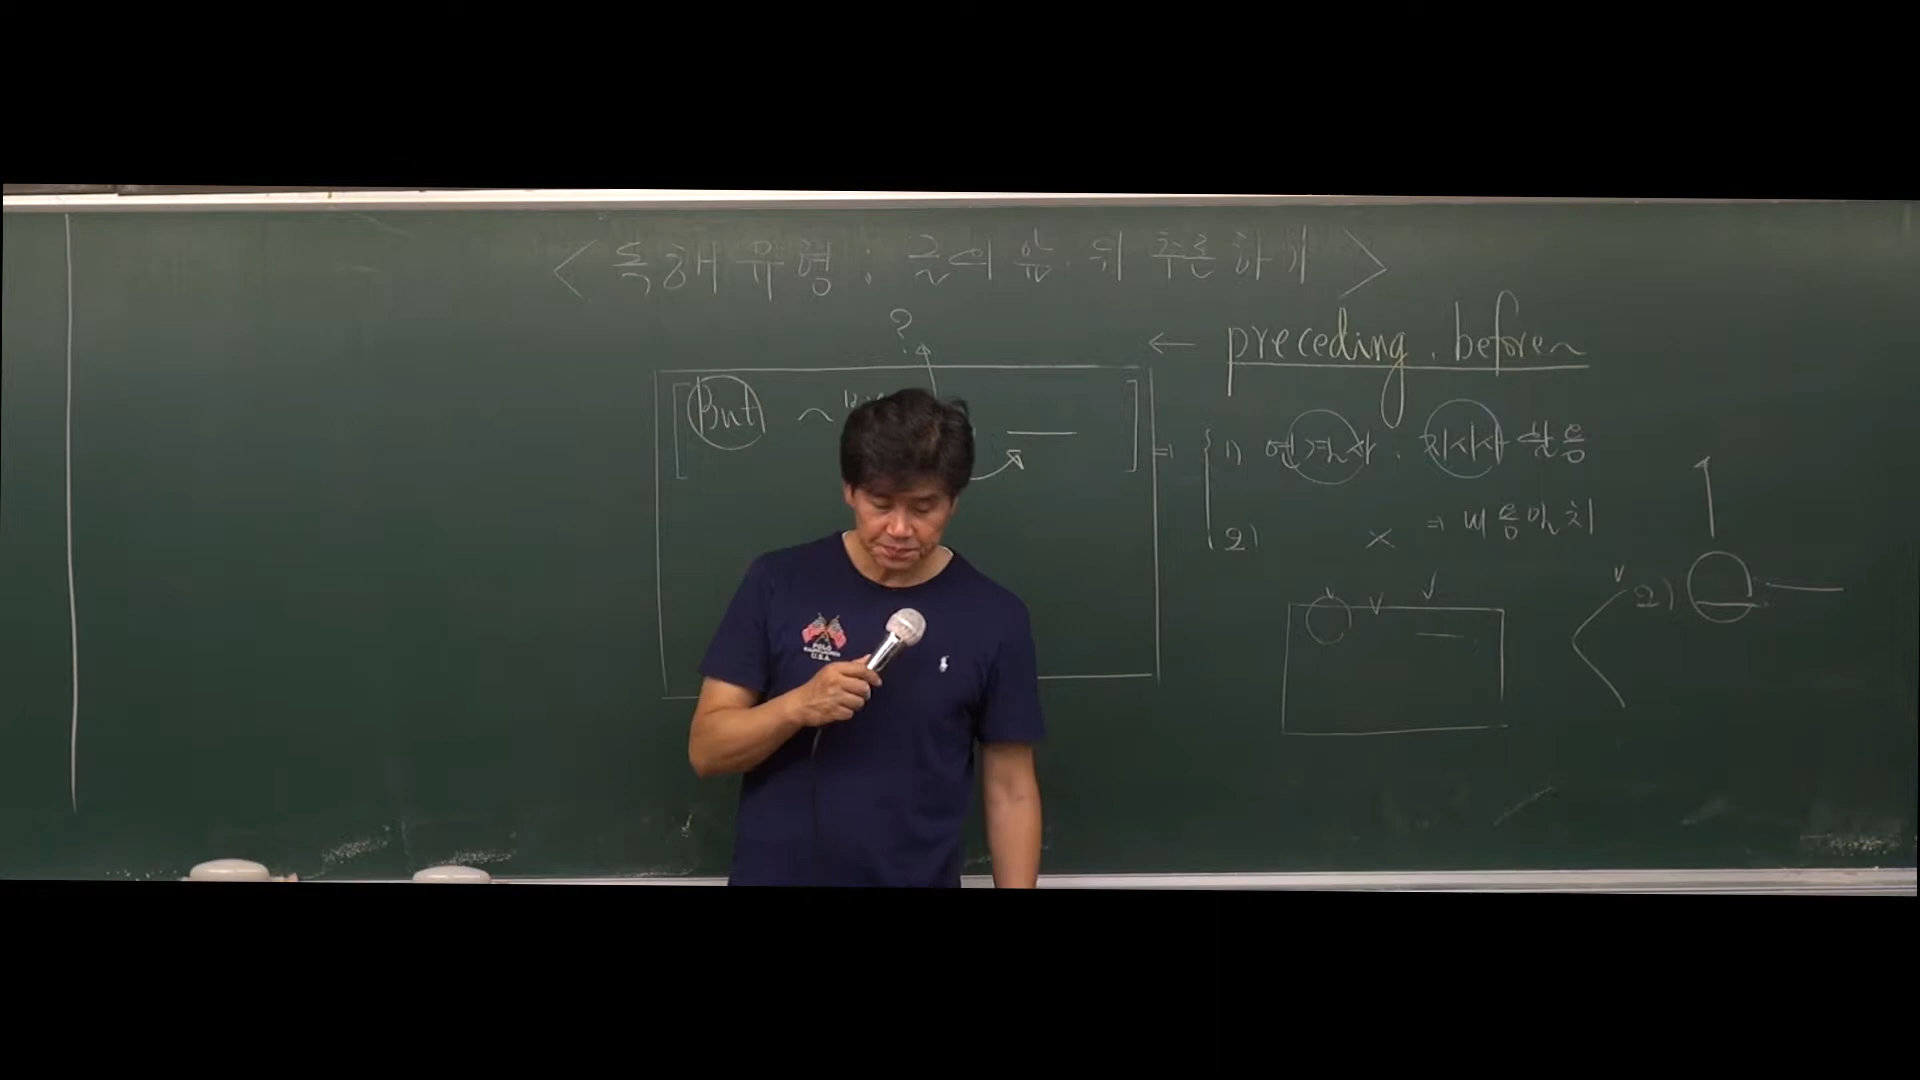 < 독해 유형 : 글의 앞.뒤 추론하기 >
?
← preceding . before~
[ But ~ ]
⇒ { 1) 연결사 . 지시사 활용
2) × ⇒ 내용일치
2)
POLO
U.S.A.